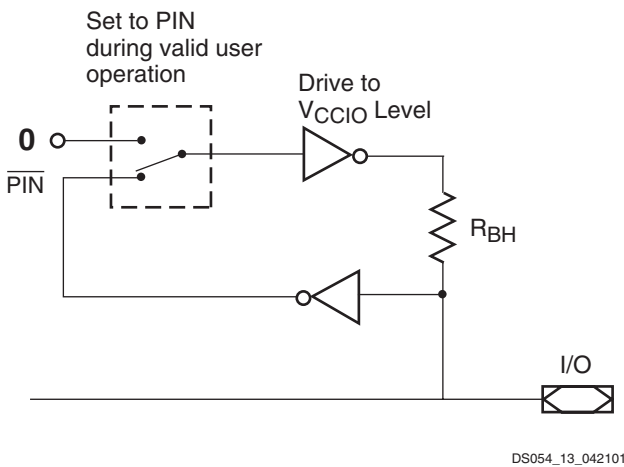 Set to PIN
during valid user
operation
Drive to
VCCIO Level
0
PIN
RBH
I/O
DS054_13_042101